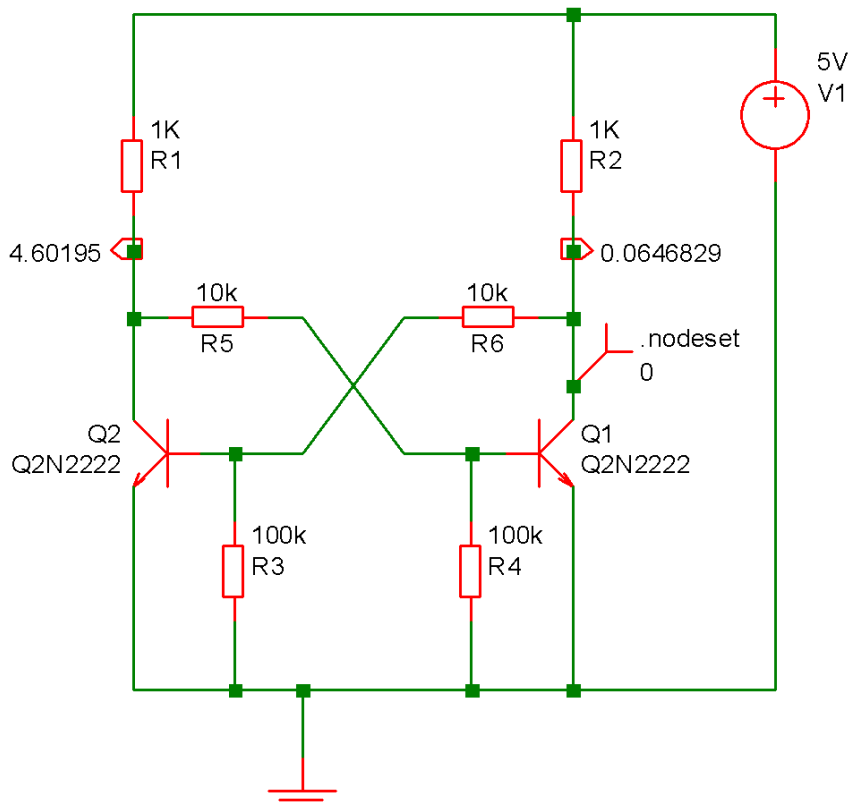 5V
V1
1K
R1
1K
R2
4.60195
0.0646829
10k
R5
10k
R6
.nodeset
0
Q2
Q2N2222
Q1
Q2N2222
100k
R3
100k
R4